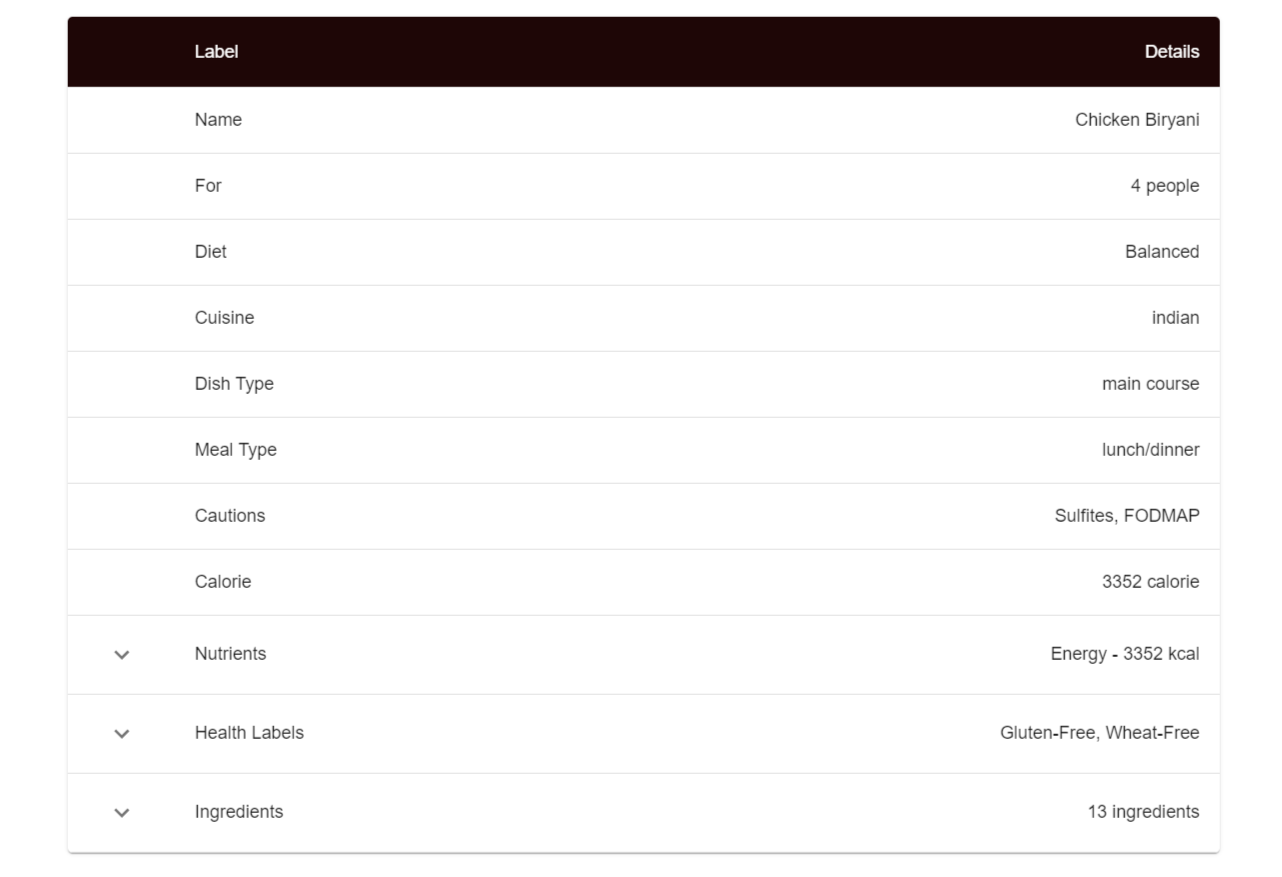 Label Details
Name Chicken Biryani
For 4 people
Diet Balanced
Cuisine indian
Dish Type main course
Meal Type lunch/dinner
Cautions Sulfites, FODMAP
Calorie 3352 calorie
Nutrients Energy - 3352 kcal
Health Labels Gluten-Free, Wheat-Free
Ingredients 13 ingredients